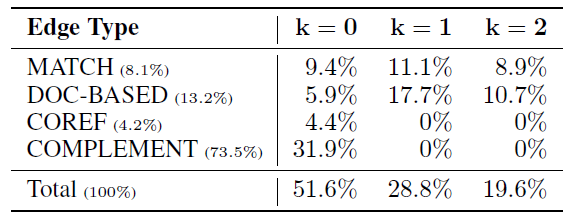 Edge Type k = 0 k = 1 k = 2
MATCH (8.1%) 9.4% 11.1% 8.9%
DOC-BASED (13.2%) 5.9% 17.7% 10.7%
COREF (4.2%) 4.4% 0% 0%
COMPLEMENT (73.5%) 31.9% 0% 0%
Total (100%) 51.6% 28.8% 19.6%